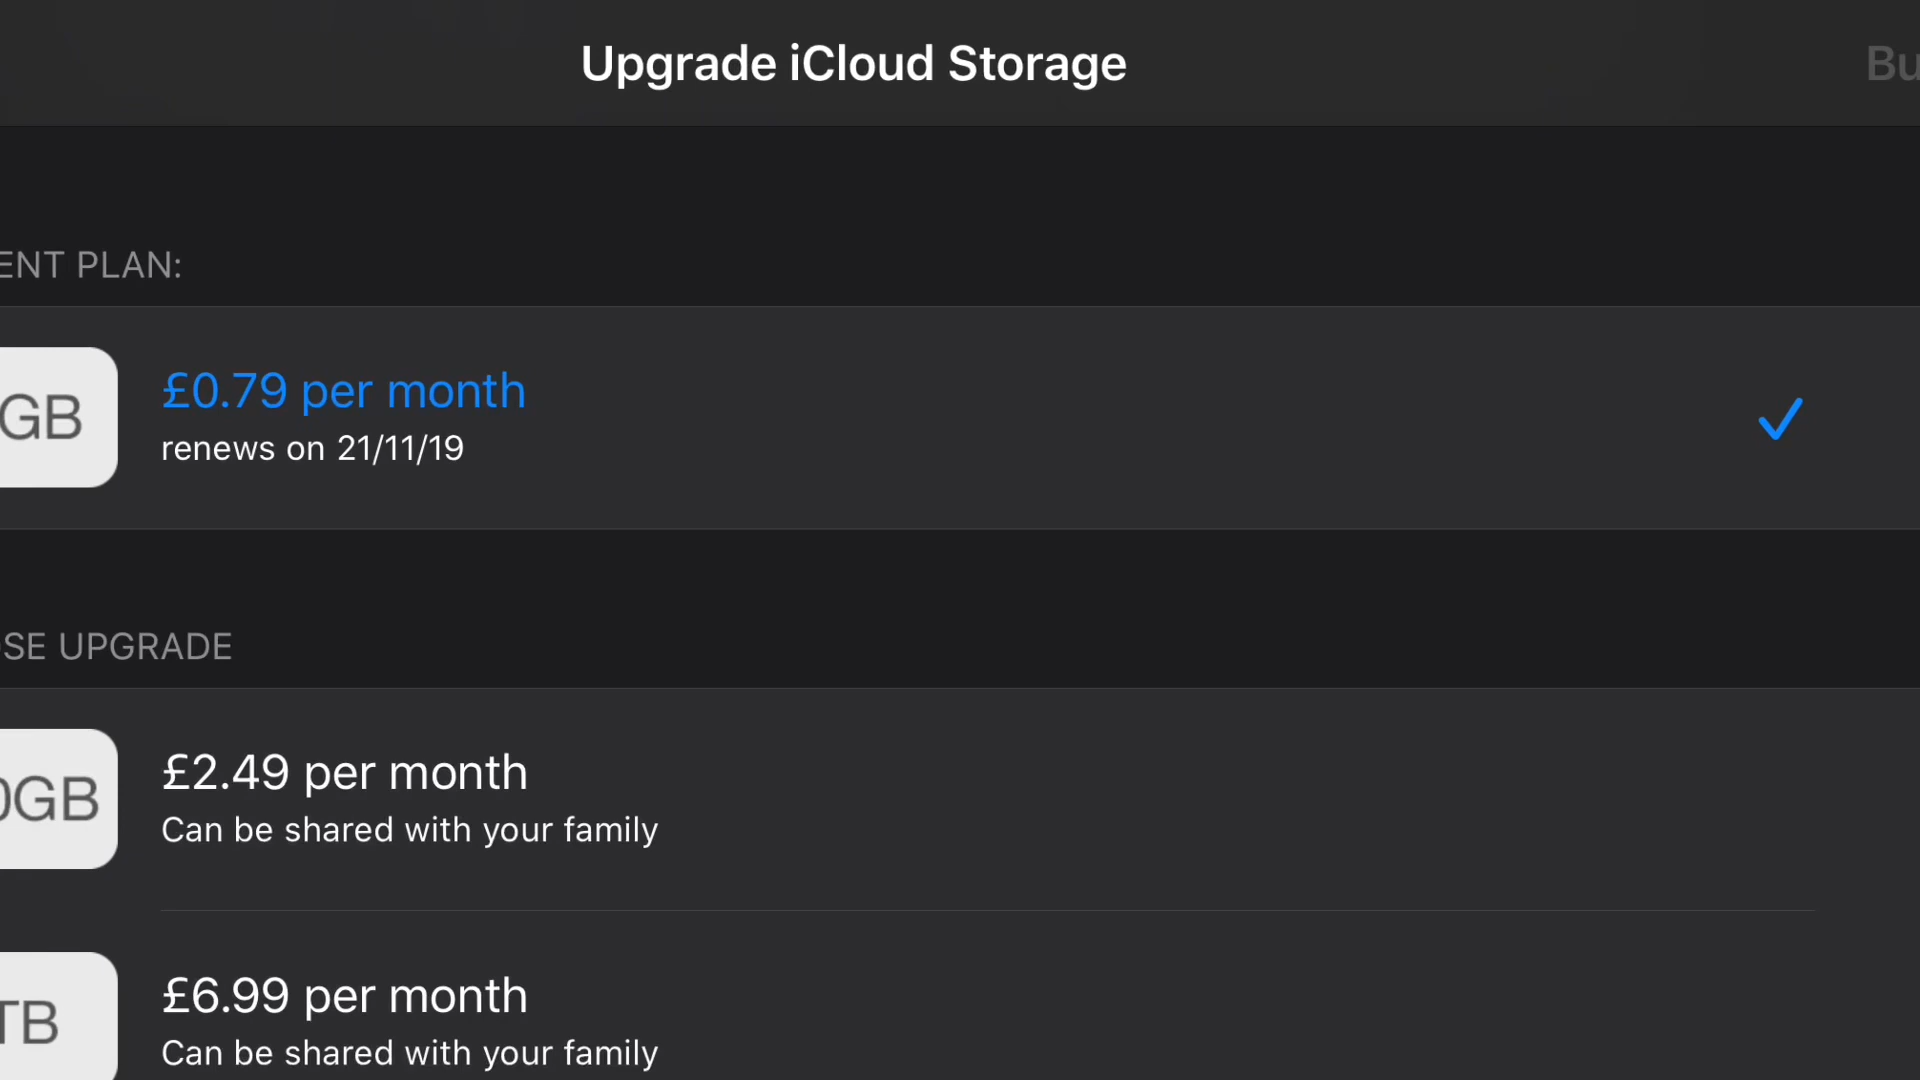 Upgrade iCloud Storage
Bu
ENT PLAN:
GB
£0.79 per month
renews on 21/11/19
SE UPGRADE
0GB
£2.49 per month
Can be shared with your family
TB
£6.99 per month
Can be shared with your family